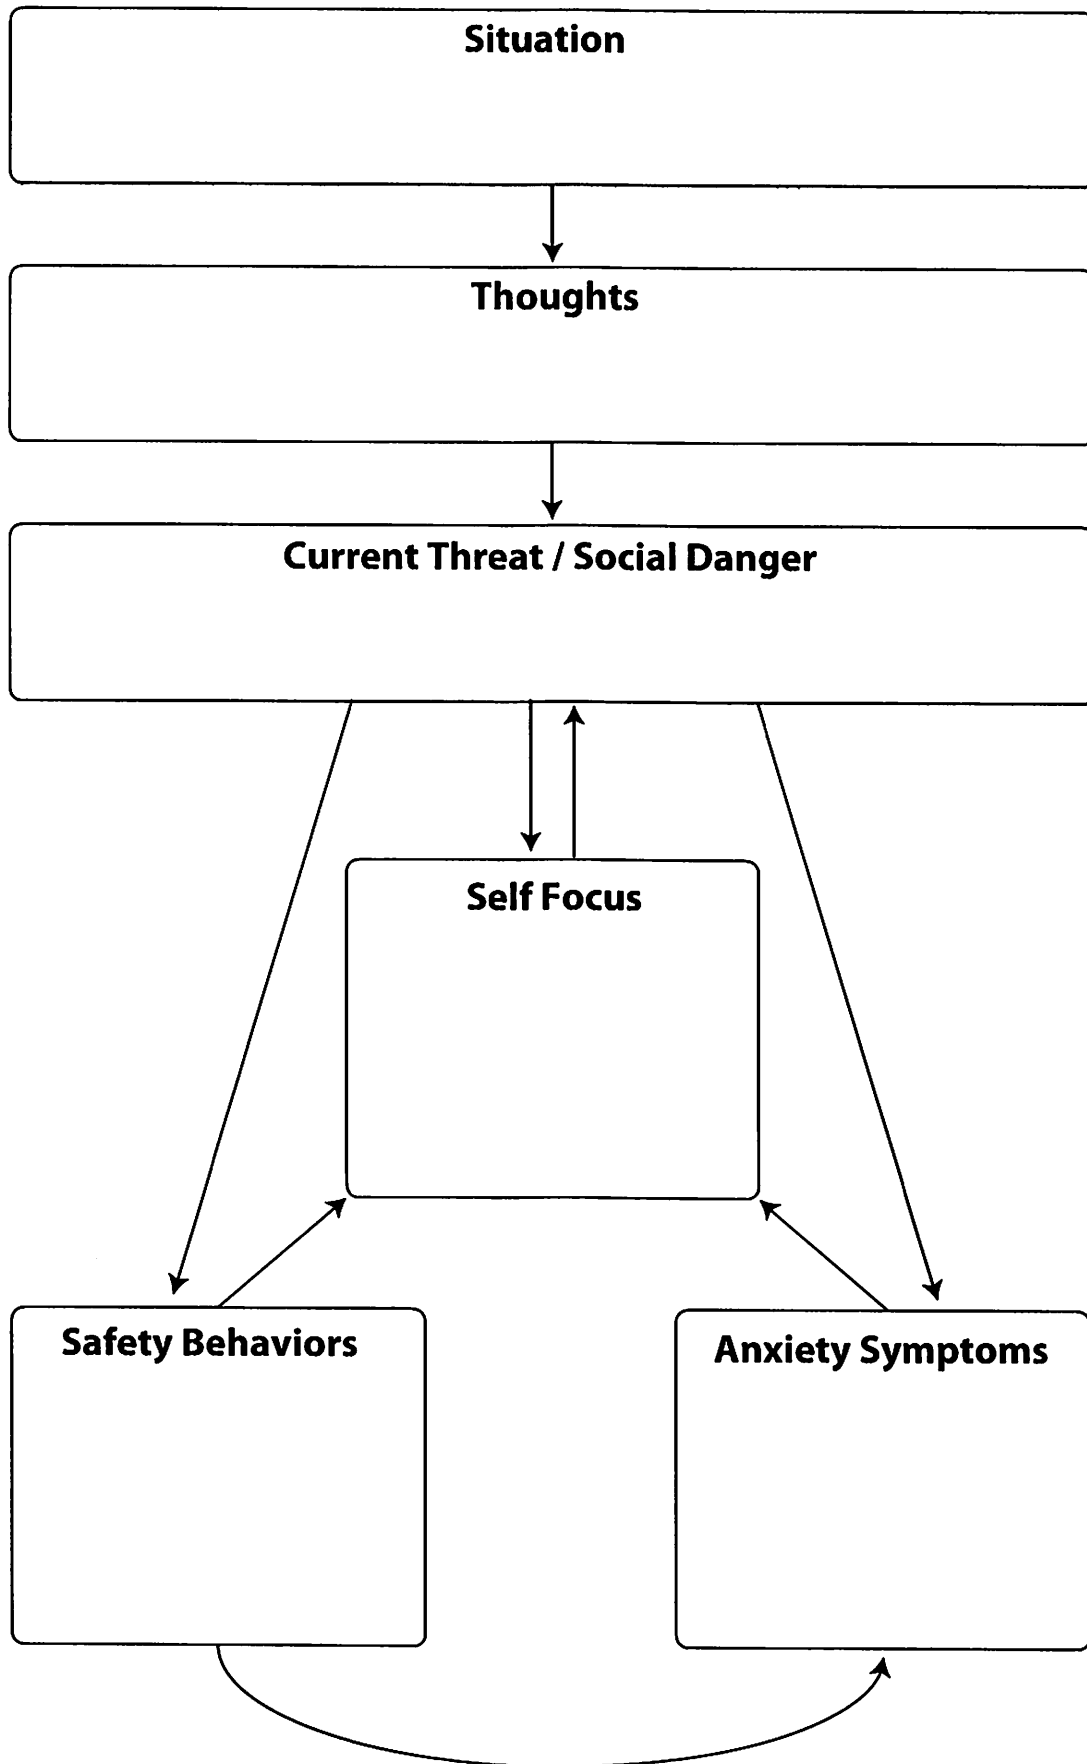 Situation
Thoughts
Current Threat / Social Danger
Self Focus
Safety Behaviors
Anxiety Symptoms